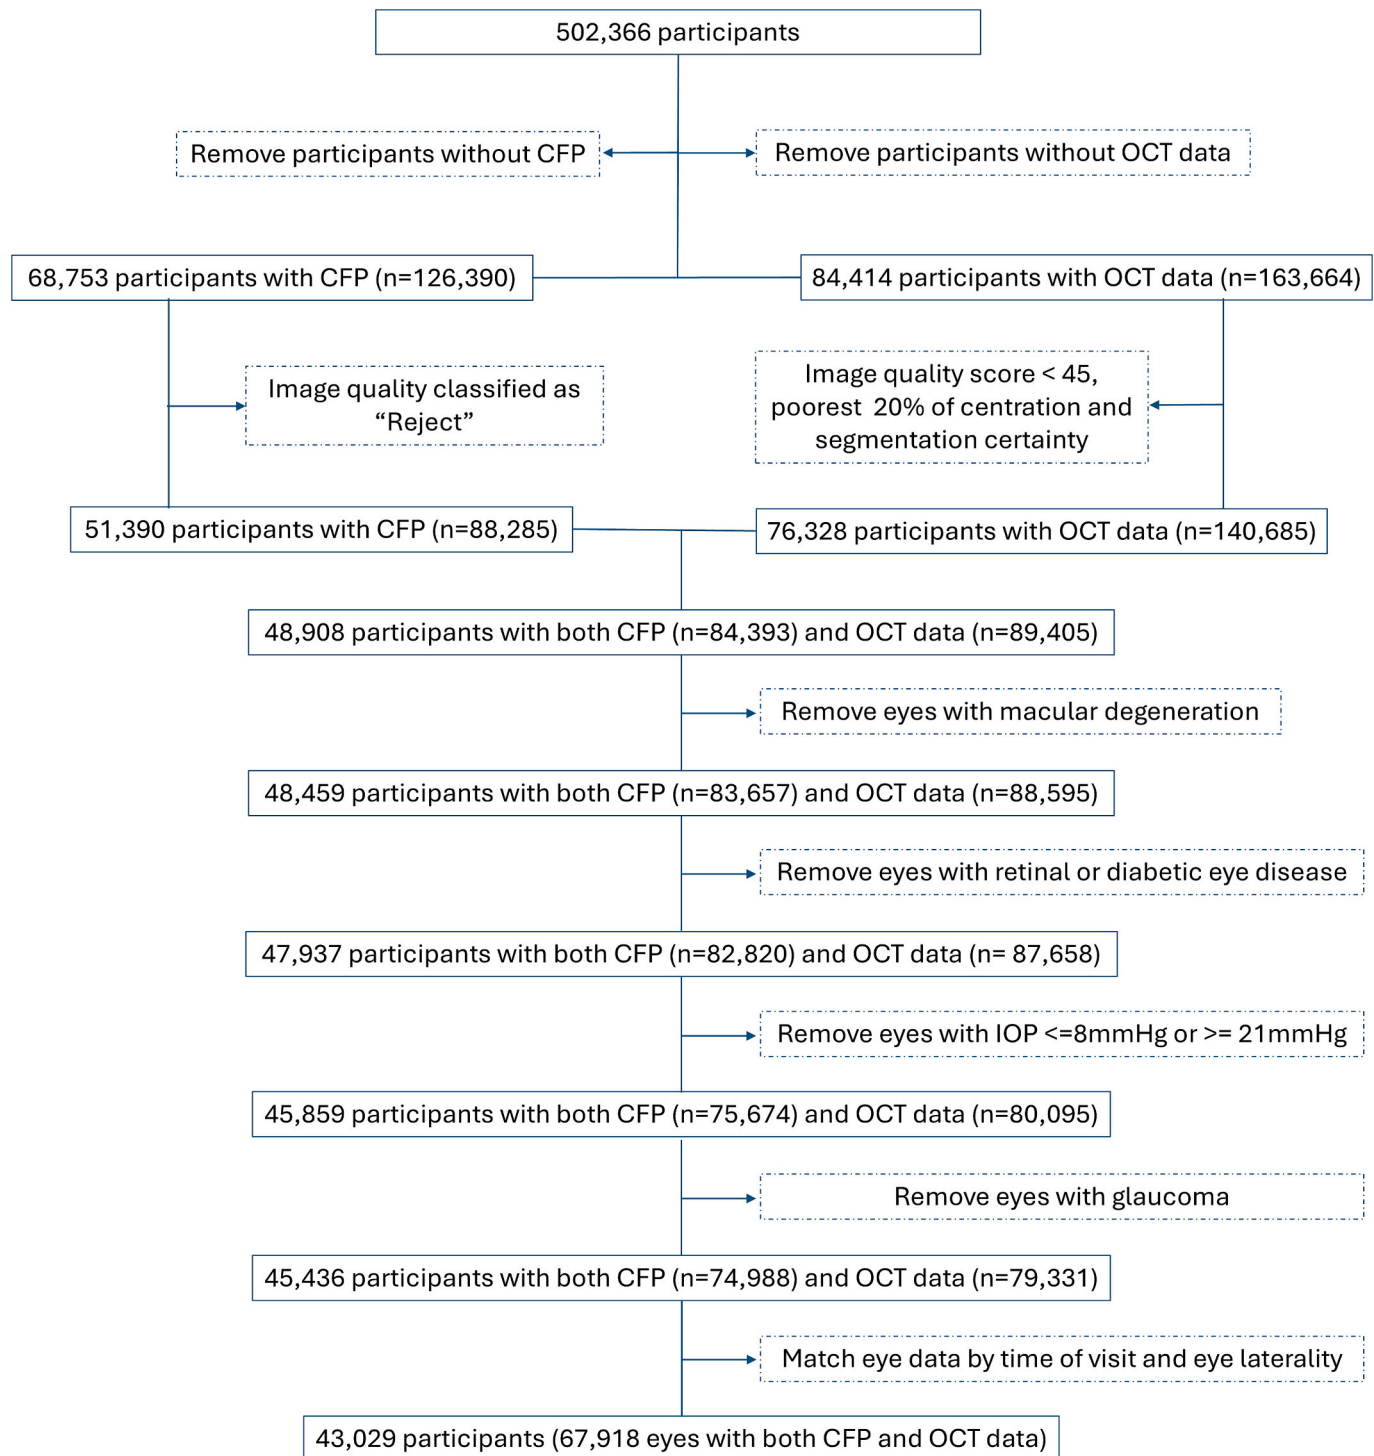 502,366 participants
Remove participants without CFP
Remove participants without OCT data
68,753 participants with CFP (n=126,390)
84,414 participants with OCT data (n=163,664)
Image quality classified as
“Reject”
Image quality score < 45,
poorest 20% of centration and
segmentation certainty
51,390 participants with CFP (n=88,285)
76,328 participants with OCT data (n=140,685)
48,908 participants with both CFP (n=84,393) and OCT data (n=89,405)
Remove eyes with macular degeneration
48,459 participants with both CFP (n=83,657) and OCT data (n=88,595)
Remove eyes with retinal or diabetic eye disease
47,937 participants with both CFP (n=82,820) and OCT data (n= 87,658)
Remove eyes with IOP <=8mmHg or >= 21mmHg
45,859 participants with both CFP (n=75,674) and OCT data (n=80,095)
Remove eyes with glaucoma
45,436 participants with both CFP (n=74,988) and OCT data (n=79,331)
Match eye data by time of visit and eye laterality
43,029 participants (67,918 eyes with both CFP and OCT data)